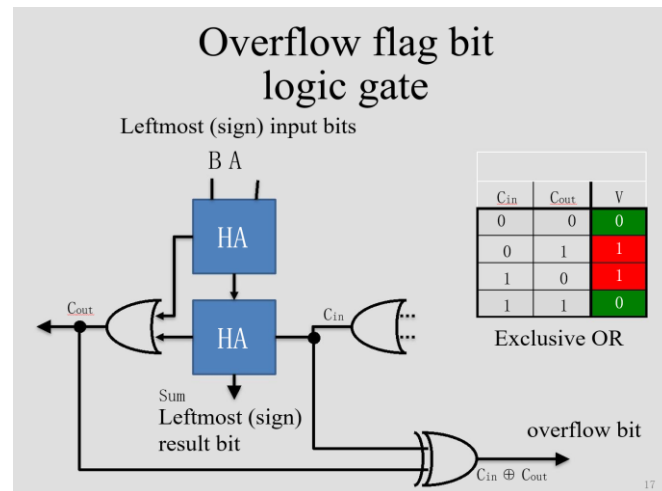 Overflow flag bit
logic gate
Leftmost (sign) input bits
B A
HA
HA
Cout
Cin
Sum
Leftmost (sign)
result bit
Cin Cout V
0 0 0
0 1 1
1 0 1
1 1 0
Exclusive OR
overflow bit
Cin ⊕ Cout
17